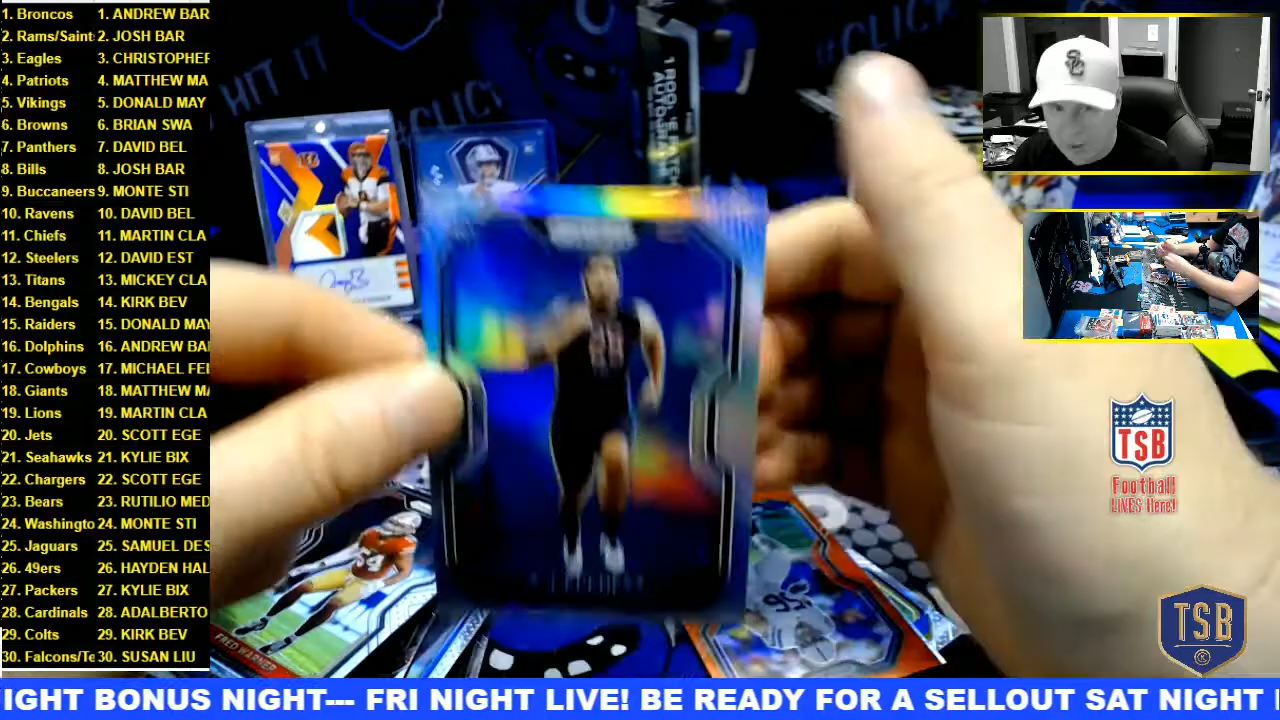 1. Broncos 1. ANDREW BAR
2. Rams/Saint 2. JOSH BAR
3. Eagles 3. CHRISTOPHER
4. Patriots 4. MATTHEW MA
5. Vikings 5. DONALD MAY
6. Browns 6. BRIAN SWA
7. Panthers 7. DAVID BEL
8. Bills 8. JOSH BAR
9. Buccaneers 9. MONTE STI
10. Ravens 10. DAVID BEL
11. Chiefs 11. MARTIN CLA
12. Steelers 12. DAVID EST
13. Titans 13. MICKEY CLA
14. Bengals 14. KIRK BEV
15. Raiders 15. DONALD MAY
16. Dolphins 16. ANDREW BA
17. Cowboys 17. MICHAEL FE
18. Giants 18. MATTHEW MA
19. Lions 19. MARTIN CLA
20. Jets 20. SCOTT EGE
21. Seahawks 21. KYLIE BIX
22. Chargers 22. SCOTT EGE
23. Bears 23. RUTILIO MED
24. Washingto 24. MONTE STI
25. Jaguars 25. SAMUEL DES
26. 49ers 26. HAYDEN HAL
27. Packers 27. KYLIE BIX
28. Cardinals 28. ADALBERTO
29. Colts 29. KIRK BEV
30. Falcons/Te 30. SUSAN LIU
HIT IT
#CLICK
SC
TSB
Football
LIVES Here!
FRED WARNER
TSB
IGHT BONUS NIGHT--- FRI NIGHT LIVE! BE READY FOR A SELLOUT SAT NIGHT